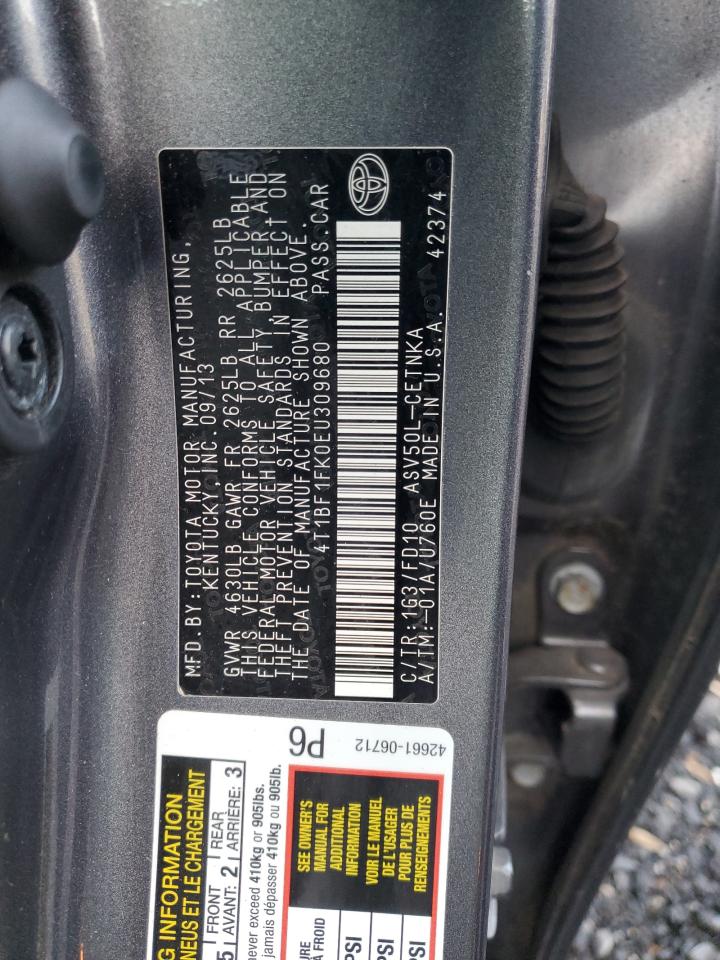 MFD.BY:TOYOTA MOTOR MANUFACTURING,
KENTUCKY,INC. 09/13
GVWR 4630LB GAWR FR 2625LB RR 2625LB
THIS VEHICLE CONFORMS TO ALL APPLICABLE
FEDERAL MOTOR VEHICLE SAFETY, BUMPER,AND
THEFT PREVENTION STANDARDS IN EFFECT ON
THE DATE OF MANUFACTURE SHOWN ABOVE.
4T1BF1FK0EU309680 PASS.CAR
C/TR:1G3/FD10 ASV50L-CETNKA
A/TM:-01A/U760E MADE IN U.S.A. 42374
TOYOTA
G INFORMATION
NEUS ET LE CHARGEMENT
5 FRONT AVANT: 2 REAR ARRIÈRE: 3
never exceed 410kg or 905lbs.
jamais dépasser 410kg ou 905lb.
P6
42661-06712
SEE OWNER'S
MANUAL FOR
ADDITIONAL
INFORMATION
VOIR LE MANUEL
DE L'USAGER
POUR PLUS DE
RENSEIGNEMENTS
URE
À FROID
PSI
PSI
PSI